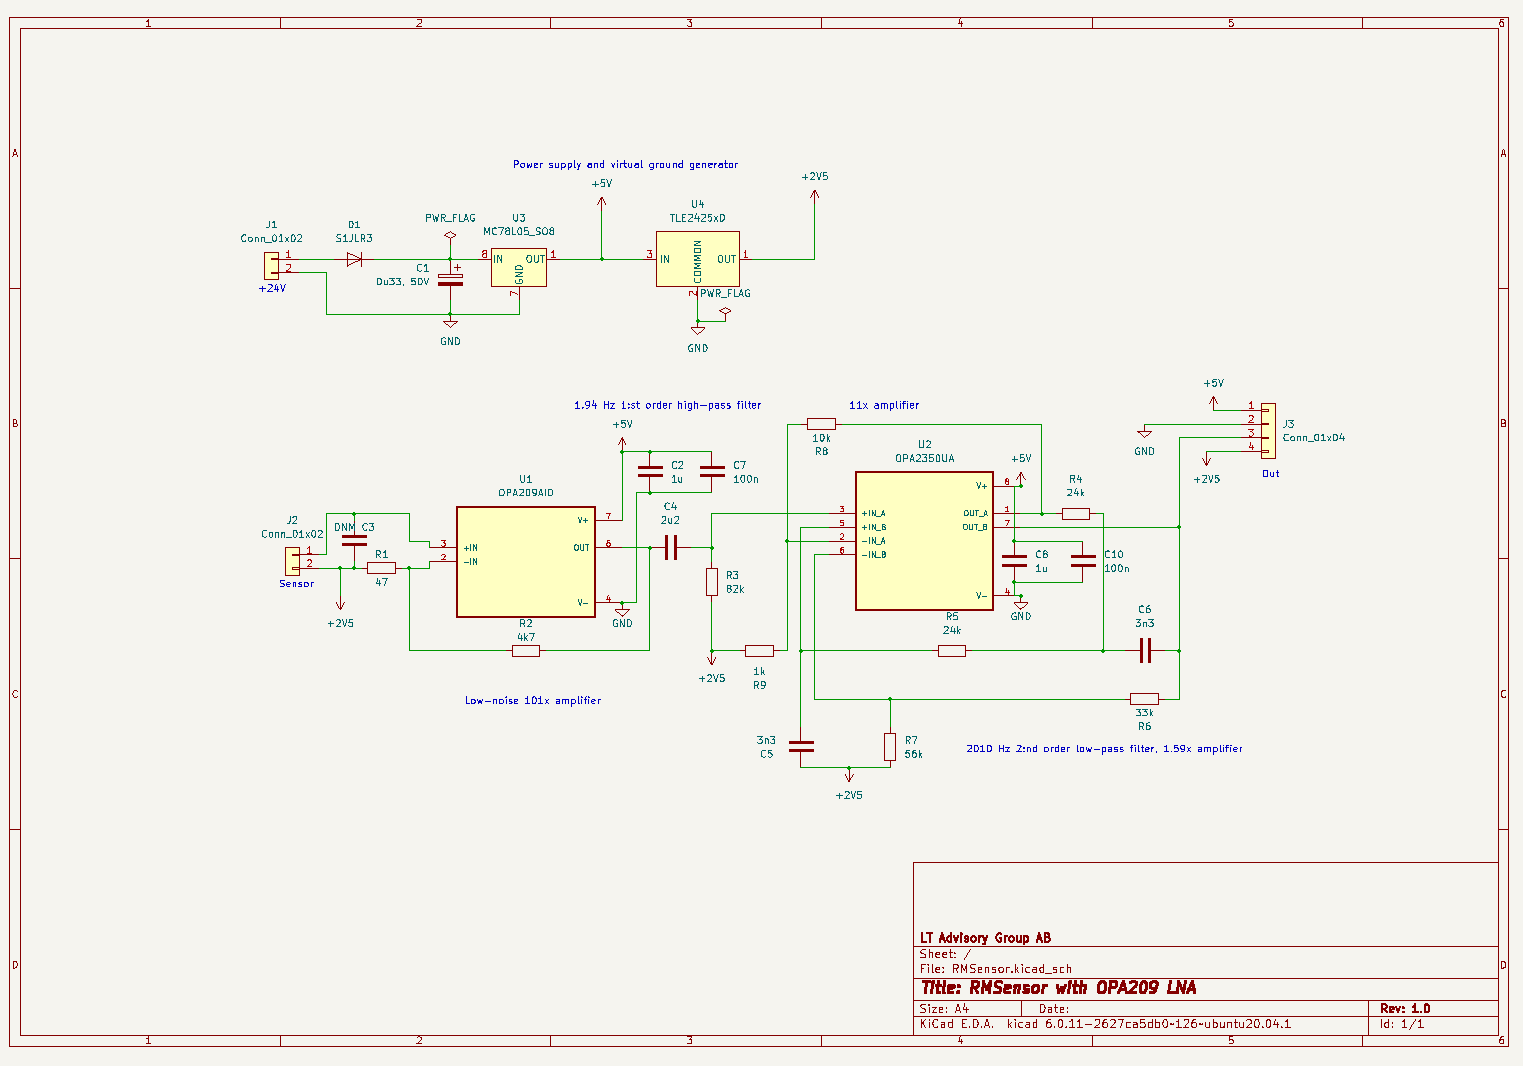 1 2 3 4 5 6
A A
Power supply and virtual ground generator
+5V
+2V5
J1
Conn_01x02
1
2
+24V
D1
S1JLR3
PWR_FLAG
C1
0u33, 50V
+
GND
U3
MC78L05_SO8
8 IN OUT 1
GND
7
U4
TLE2425xD
3 IN OUT 1
COMMON
2
PWR_FLAG
GND
B B
1.94 Hz 1:st order high-pass filter
11x amplifier
+5V
C2
1u
C7
100n
U1
OPA209AID
V+ 7
3 +IN
2 -IN
OUT 6
V- 4
GND
J2
Conn_01x02
1
2
Sensor
DNM C3
R1
47
+2V5
R2
4k7
Low-noise 101x amplifier
C4
2u2
R3
82k
+2V5
1k
R9
10k
R8
U2
OPA2350UA
+5V
V+ 8
3 +IN_A
5 +IN_B
2 -IN_A
6 -IN_B
OUT_A 1
OUT_B 7
V- 4
GND
R4
24k
C8
1u
C10
100n
R5
24k
C6
3n3
33k
R6
3n3
C5
R7
56k
+2V5
2010 Hz 2:nd order low-pass filter, 1.59x amplifier
+5V
GND
+2V5
1
2
3
4
J3
Conn_01x04
Out
C C
D D
LT Advisory Group AB
Sheet: /
File: RMSensor.kicad_sch
Title: RMSensor with OPA209 LNA
Size: A4 Date: Rev: 1.0
KiCad E.D.A. kicad 6.0.11-2627ca5db0~126~ubuntu20.04.1 Id: 1/1
1 2 3 4 5 6